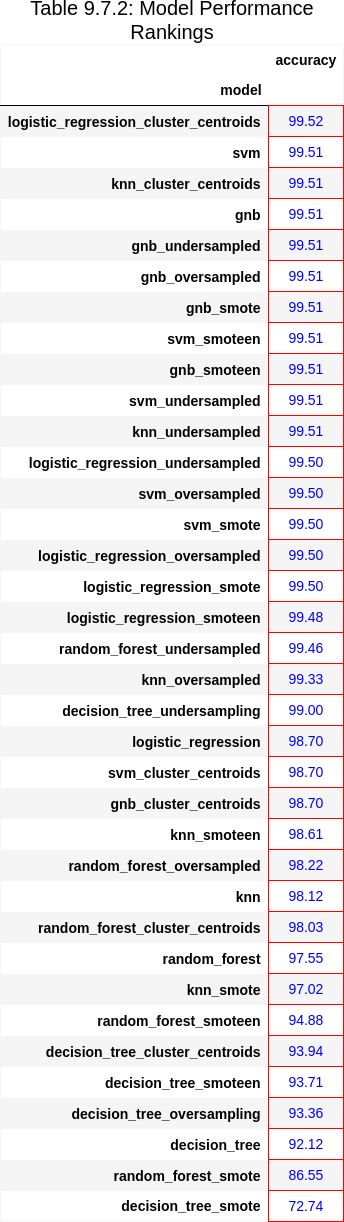 Table 9.7.2: Model Performance
Rankings
accuracy
model
logistic_regression_cluster_centroids 99.52
svm 99.51
knn_cluster_centroids 99.51
gnb 99.51
gnb_undersampled 99.51
gnb_oversampled 99.51
gnb_smote 99.51
svm_smoteen 99.51
gnb_smoteen 99.51
svm_undersampled 99.51
knn_undersampled 99.51
logistic_regression_undersampled 99.50
svm_oversampled 99.50
svm_smote 99.50
logistic_regression_oversampled 99.50
logistic_regression_smote 99.50
logistic_regression_smoteen 99.48
random_forest_undersampled 99.46
knn_oversampled 99.33
decision_tree_undersampling 99.00
logistic_regression 98.70
svm_cluster_centroids 98.70
gnb_cluster_centroids 98.70
knn_smoteen 98.61
random_forest_oversampled 98.22
knn 98.12
random_forest_cluster_centroids 98.03
random_forest 97.55
knn_smote 97.02
random_forest_smoteen 94.88
decision_tree_cluster_centroids 93.94
decision_tree_smoteen 93.71
decision_tree_oversampling 93.36
decision_tree 92.12
random_forest_smote 86.55
decision_tree_smote 72.74